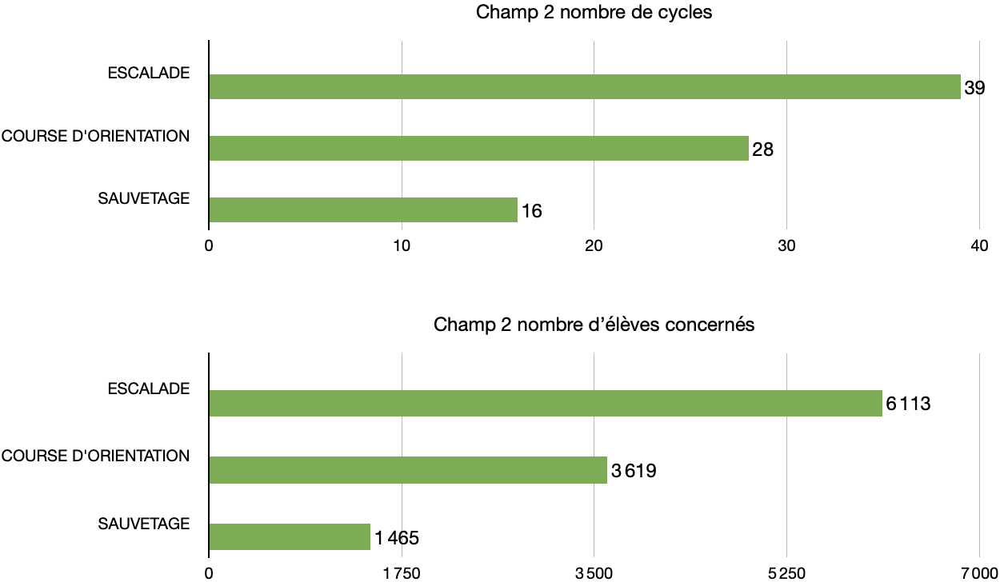 Champ 2 nombre de cycles
ESCALADE
39
COURSE D'ORIENTATION
28
SAUVETAGE
16
0 10 20 30 40
Champ 2 nombre d’élèves concernés
ESCALADE
6 113
COURSE D'ORIENTATION
3 619
SAUVETAGE
1 465
0 1 750 3 500 5 250 7 000